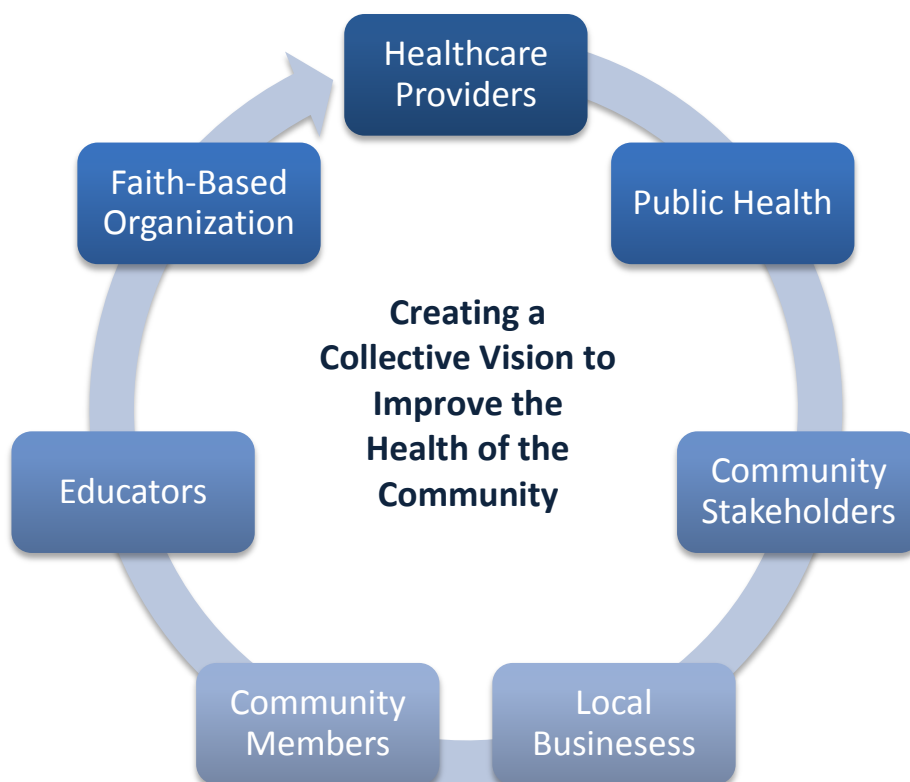 Healthcare
Providers
Public Health
Community
Stakeholders
Local
Businesess
Community
Members
Educators
Faith-Based
Organization
Creating a
Collective Vision to
Improve the
Health of the
Community